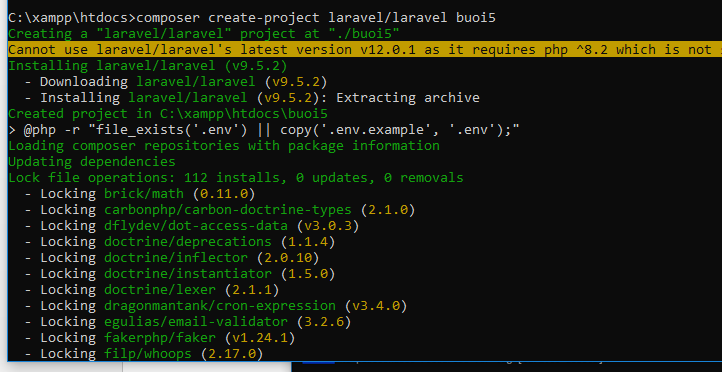 C:\xampp\htdocs>composer create-project laravel/laravel buoi5
Creating a "laravel/laravel" project at "./buoi5"
Cannot use laravel/laravel's latest version v12.0.1 as it requires php ^8.2 which is not
Installing laravel/laravel (v9.5.2)
  - Downloading laravel/laravel (v9.5.2)
  - Installing laravel/laravel (v9.5.2): Extracting archive
Created project in C:\xampp\htdocs\buoi5
> @php -r "file_exists('.env') || copy('.env.example', '.env');"
Loading composer repositories with package information
Updating dependencies
Lock file operations: 112 installs, 0 updates, 0 removals
  - Locking brick/math (0.11.0)
  - Locking carbonphp/carbon-doctrine-types (2.1.0)
  - Locking dflydev/dot-access-data (v3.0.3)
  - Locking doctrine/deprecations (1.1.4)
  - Locking doctrine/inflector (2.0.10)
  - Locking doctrine/instantiator (1.5.0)
  - Locking doctrine/lexer (2.1.1)
  - Locking dragonmantank/cron-expression (v3.4.0)
  - Locking egulias/email-validator (3.2.6)
  - Locking fakerphp/faker (v1.24.1)
  - Locking filp/whoops (2.17.0)